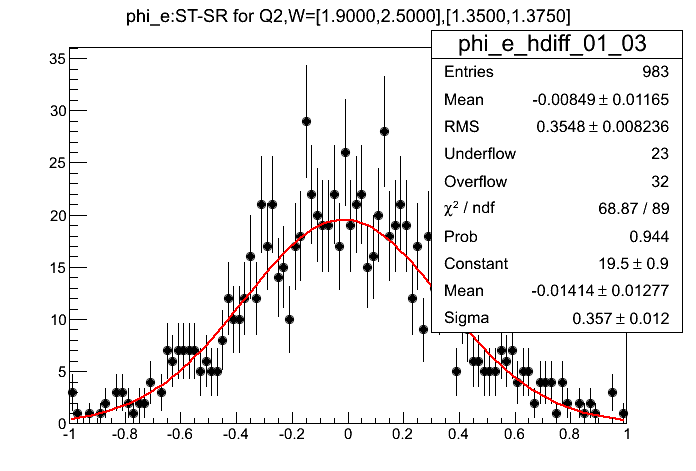 phi_e:ST-SR for Q2,W=[1.9000,2.5000],[1.3500,1.3750]
phi_e_hdiff_01_03
Entries 983
Mean -0.00849 ± 0.01165
RMS 0.3548 ± 0.008236
Underflow 23
Overflow 32
χ² / ndf 68.87 / 89
Prob 0.944
Constant 19.5 ± 0.9
Mean -0.01414 ± 0.01277
Sigma 0.357 ± 0.012
35
30
25
20
15
10
5
0
-1 -0.8 -0.6 -0.4 -0.2 0 0.2 0.4 0.6 0.8 1